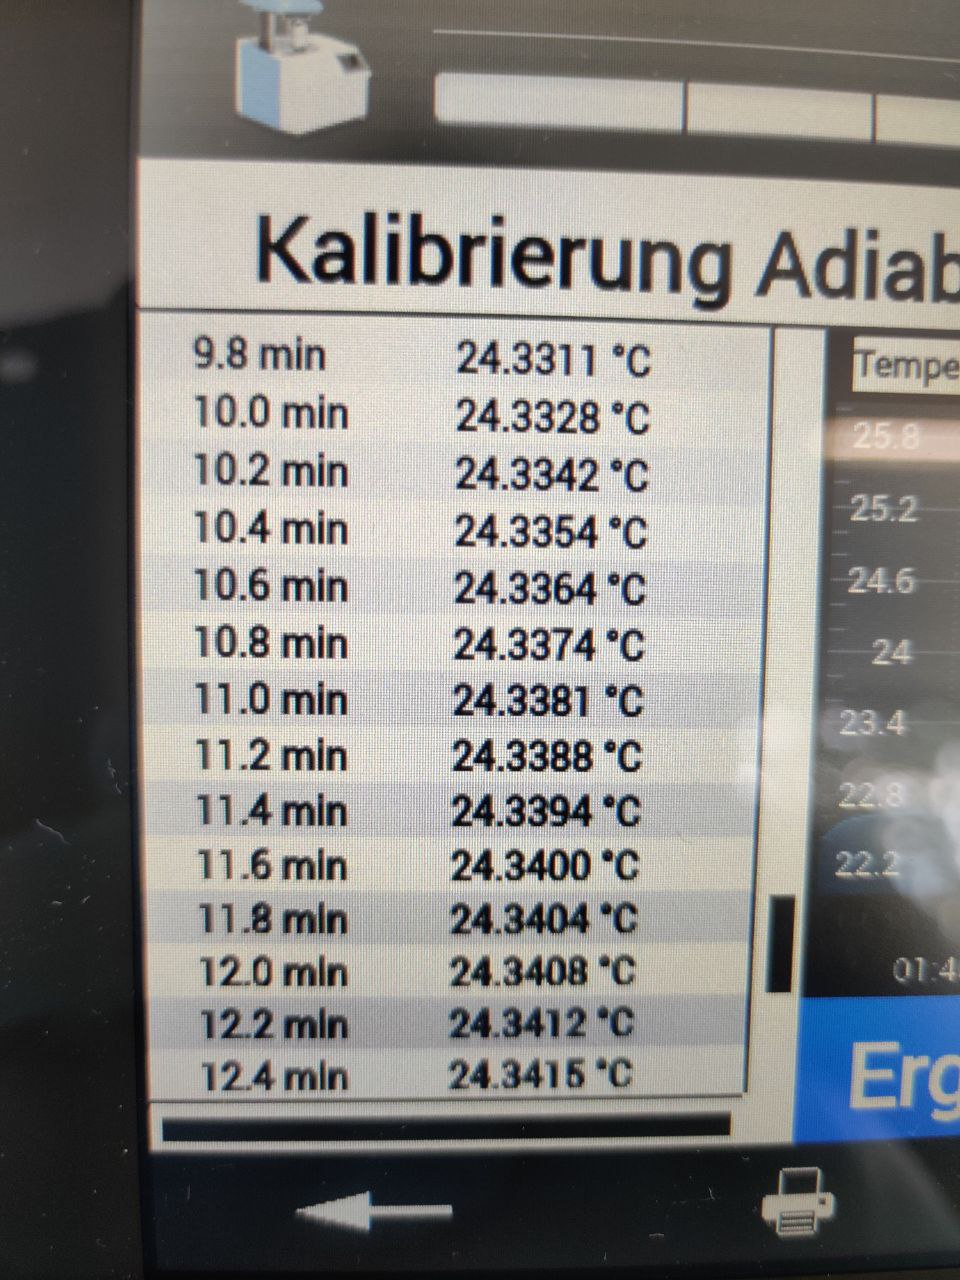 Kalibrierung Adiab
9.8 min 24.3311 °C
10.0 min 24.3328 °C
10.2 min 24.3342 °C
10.4 min 24.3354 °C
10.6 min 24.3364 °C
10.8 min 24.3374 °C
11.0 min 24.3381 °C
11.2 min 24.3388 °C
11.4 min 24.3394 °C
11.6 min 24.3400 °C
11.8 min 24.3404 °C
12.0 min 24.3408 °C
12.2 min 24.3412 °C
12.4 min 24.3415 °C
Tempe
25.8
25.2
24.6
24
23.4
22.8
22.2
01:4
Erg